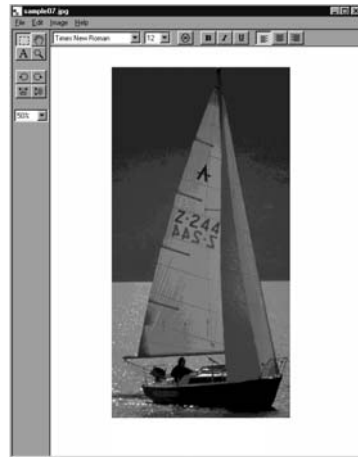 sample07.jpg
File Edit Image Help
Times New Roman 12 B I U
A
50%
Z-244
Z-244